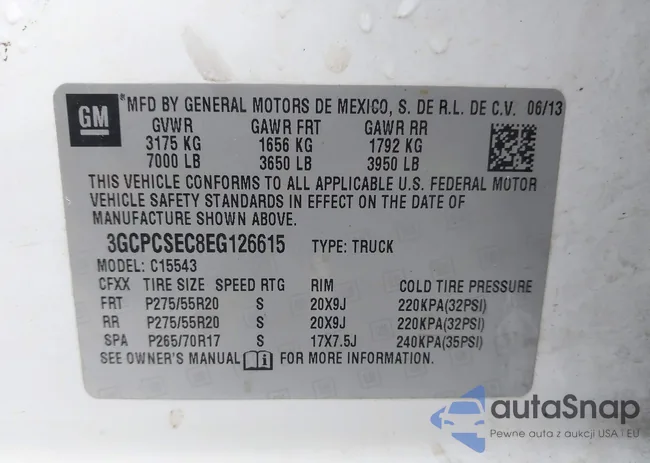 GM
*MFD BY GENERAL MOTORS DE MEXICO, S. DE R.L. DE C.V. 06/13
GVWR GAWR FRT GAWR RR
3175 KG 1656 KG 1792 KG
7000 LB 3650 LB 3950 LB
THIS VEHICLE CONFORMS TO ALL APPLICABLE U.S. FEDERAL MOTOR
VEHICLE SAFETY STANDARDS IN EFFECT ON THE DATE OF
MANUFACTURE SHOWN ABOVE.
3GCPCSEC8EG126615 TYPE: TRUCK
MODEL: C15543
CFXX TIRE SIZE SPEED RTG RIM COLD TIRE PRESSURE
FRT P275/55R20 S 20X9J 220KPA(32PSI)
RR P275/55R20 S 20X9J 220KPA(32PSI)
SPA P265/70R17 S 17X7.5J 240KPA(35PSI)
SEE OWNER'S MANUAL FOR MORE INFORMATION.
autaSnap
Pewne auta z aukcji USA i EU